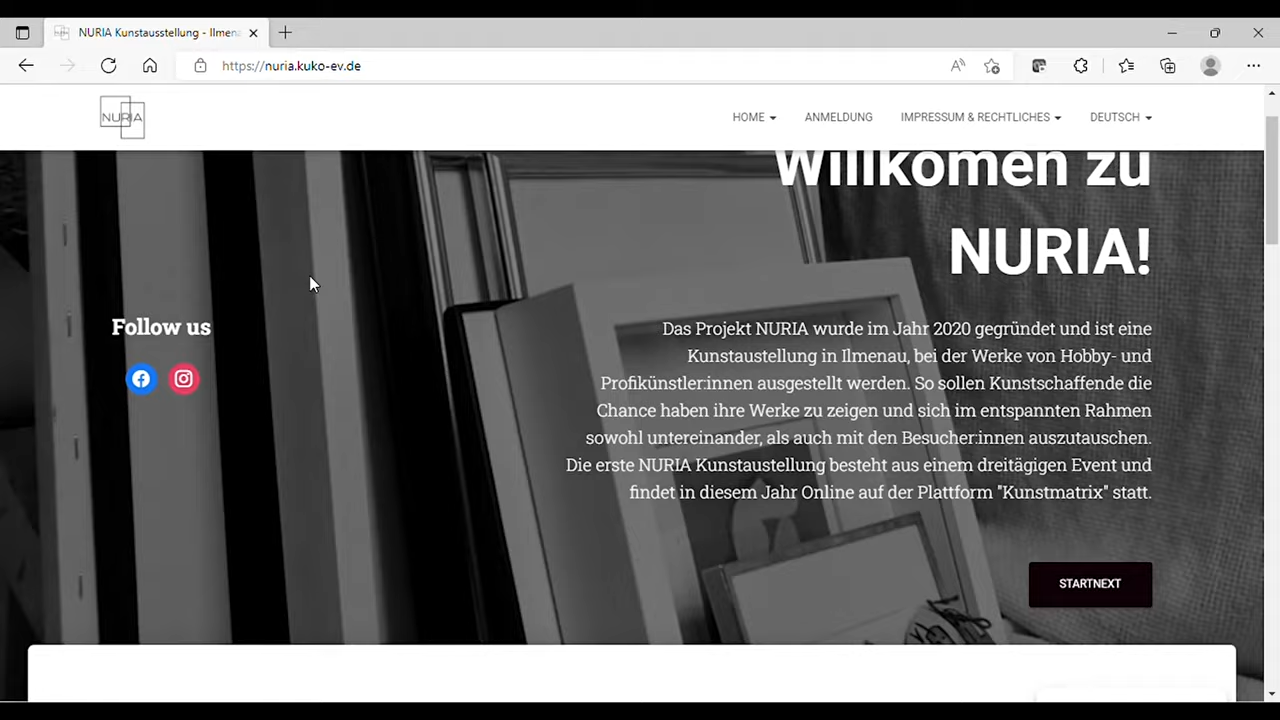 NURIA Kunstausstellung - Ilmena
https://nuria.kuko-ev.de
NURIA
HOME
ANMELDUNG
IMPRESSUM & RECHTLICHES
DEUTSCH
Willkomen zu
NURIA!
Follow us
Das Projekt NURIA wurde im Jahr 2020 gegründet und ist eine
Kunstaustellung in Ilmenau, bei der Werke von Hobby- und
Profikünstler:innen ausgestellt werden. So sollen Kunstschaffende die
Chance haben ihre Werke zu zeigen und sich im entspannten Rahmen
sowohl untereinander, als auch mit den Besucher:innen auszutauschen.
Die erste NURIA Kunstaustellung besteht aus einem dreitägigen Event und
findet in diesem Jahr Online auf der Plattform "Kunstmatrix" statt.
STARTNEXT